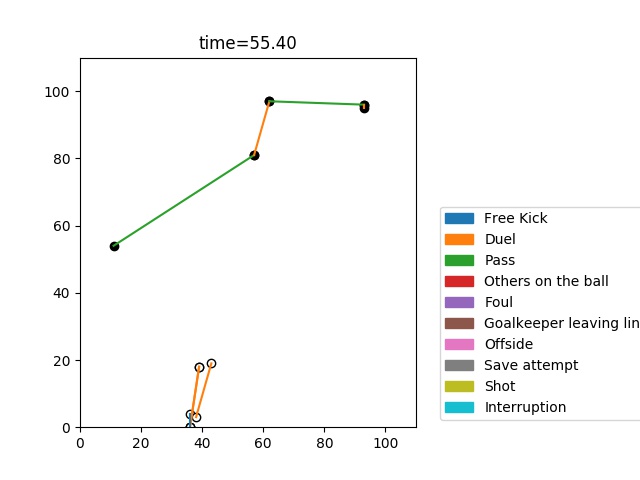 time=55.40
100
80
60
40
20
0
0 20 40 60 80 100
Free Kick
Duel
Pass
Others on the ball
Foul
Goalkeeper leaving lin
Offside
Save attempt
Shot
Interruption